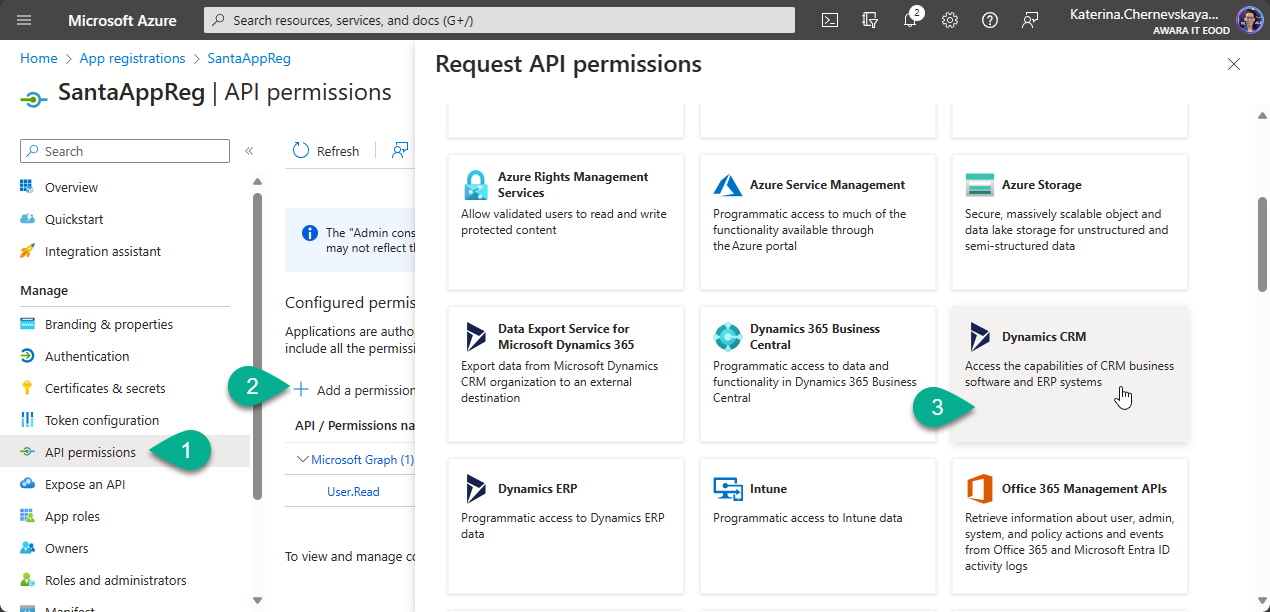 Microsoft Azure
Search resources, services, and docs (G+/)
2
Katerina.Chernevskaya...
AWARA IT EOOD
Home > App registrations > SantaAppReg
SantaAppReg | API permissions
Search
«
Overview
Quickstart
Integration assistant
Manage
Branding & properties
Authentication
Certificates & secrets
Token configuration
API permissions
1
Expose an API
App roles
Owners
Roles and administrators
Manifest
Refresh
The "Admin cons
may not reflect th
Configured permis
Applications are autho
include all the permissi
2
Add a permission
API / Permissions na
Microsoft Graph (1)
User.Read
To view and manage co
Request API permissions
Azure Rights Management
Services
Allow validated users to read and write
protected content
Azure Service Management
Programmatic access to much of the
functionality available through
the Azure portal
Azure Storage
Secure, massively scalable object and
data lake storage for unstructured and
semi-structured data
Data Export Service for
Microsoft Dynamics 365
Export data from Microsoft Dynamics
CRM organization to an external
destination
Dynamics 365 Business
Central
Programmatic access to data and
functionality in Dynamics 365 Business
Central
3
Dynamics CRM
Access the capabilities of CRM business
software and ERP systems
Dynamics ERP
Programmatic access to Dynamics ERP
data
Intune
Programmatic access to Intune data
Office 365 Management APIs
Retrieve information about user, admin,
system, and policy actions and events
from Office 365 and Microsoft Entra ID
activity logs